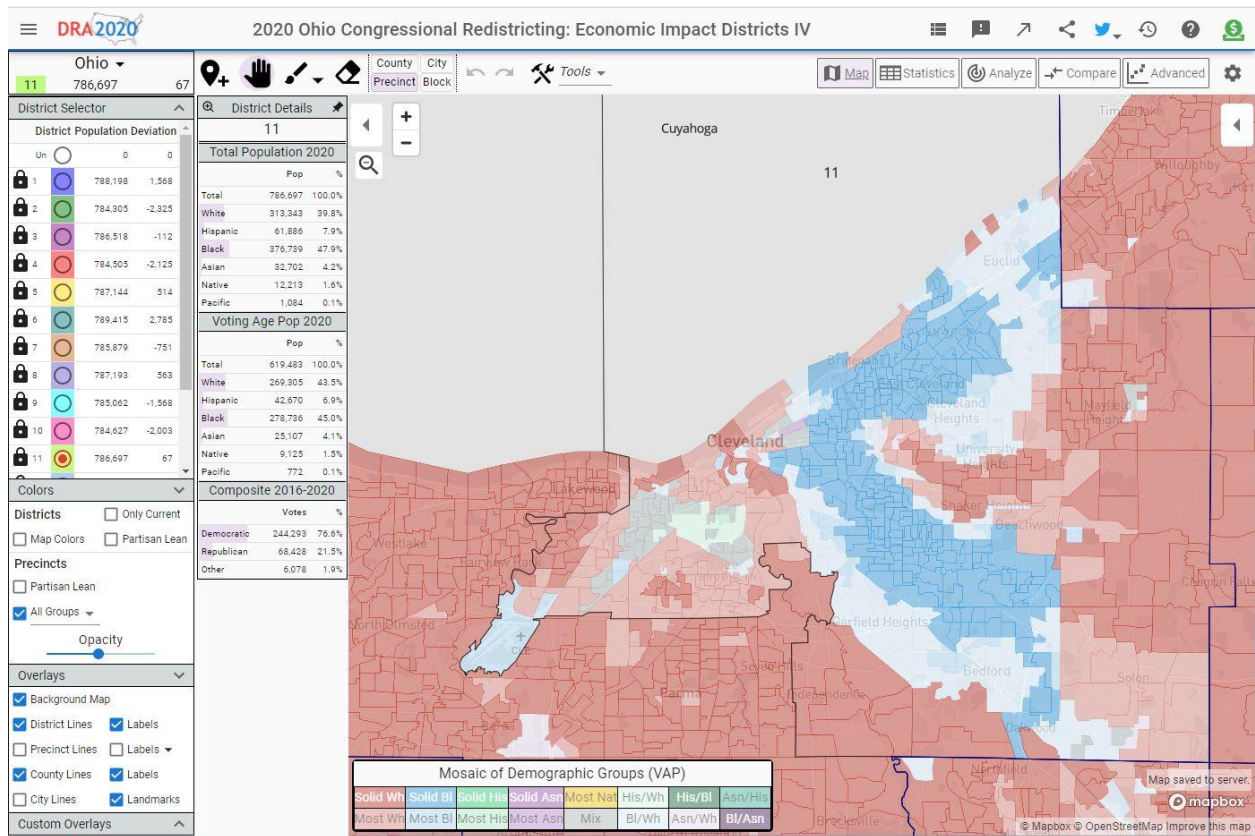 DRA2020
2020 Ohio Congressional Redistricting: Economic Impact Districts IV
Ohio
11 786,697 67
County City
Precinct Block
Tools
Map
Statistics
Analyze
Compare
Advanced
District Selector
District Population Deviation
Un 0 0
1 788,198 1,568
2 784,305 -2,325
3 786,518 -112
4 784,505 -2,125
5 787,144 514
6 789,415 2,785
7 785,879 -751
8 787,193 563
9 785,062 -1,568
10 784,627 -2,003
11 786,697 67
Colors
Districts Only Current
Map Colors Partisan Lean
Precincts
Partisan Lean
All Groups
Opacity
Overlays
Background Map
District Lines Labels
Precinct Lines Labels
County Lines Labels
City Lines Landmarks
Custom Overlays
District Details
11
Total Population 2020
Pop %
Total 786,697 100.0%
White 313,343 39.8%
Hispanic 61,886 7.9%
Black 376,739 47.9%
Asian 32,702 4.2%
Native 12,213 1.6%
Pacific 1,084 0.1%
Voting Age Pop 2020
Pop %
Total 619,483 100.0%
White 269,305 43.5%
Hispanic 42,670 6.9%
Black 278,736 45.0%
Asian 25,107 4.1%
Native 9,125 1.5%
Pacific 772 0.1%
Composite 2016-2020
Votes %
Democratic 244,293 76.6%
Republican 68,428 21.5%
Other 6,078 1.9%
+
−
Cuyahoga
11
Timberlake
Willoughby
Euclid
East Cleveland
Cleveland
Heights
Mayfield
Heights
Cleveland
University
Heights
Lakewood
Shaker Heights
Beachwood
Westlake
Fairview Park
North Olmsted
CLE
Garfield Heights
Seven Hills
Bedford
Solon
Parma
Independence
Oakwood
Northfield
Brecksville
Mosaic of Demographic Groups (VAP)
Solid Wh Solid Bl Solid His Solid Asn Most Nat His/Wh His/Bl Asn/His
Most Wh Most Bl Most His Most Asn Mix Bl/Wh Asn/Wh Bl/Asn
Map saved to server.
mapbox
© Mapbox © OpenStreetMap Improve this map